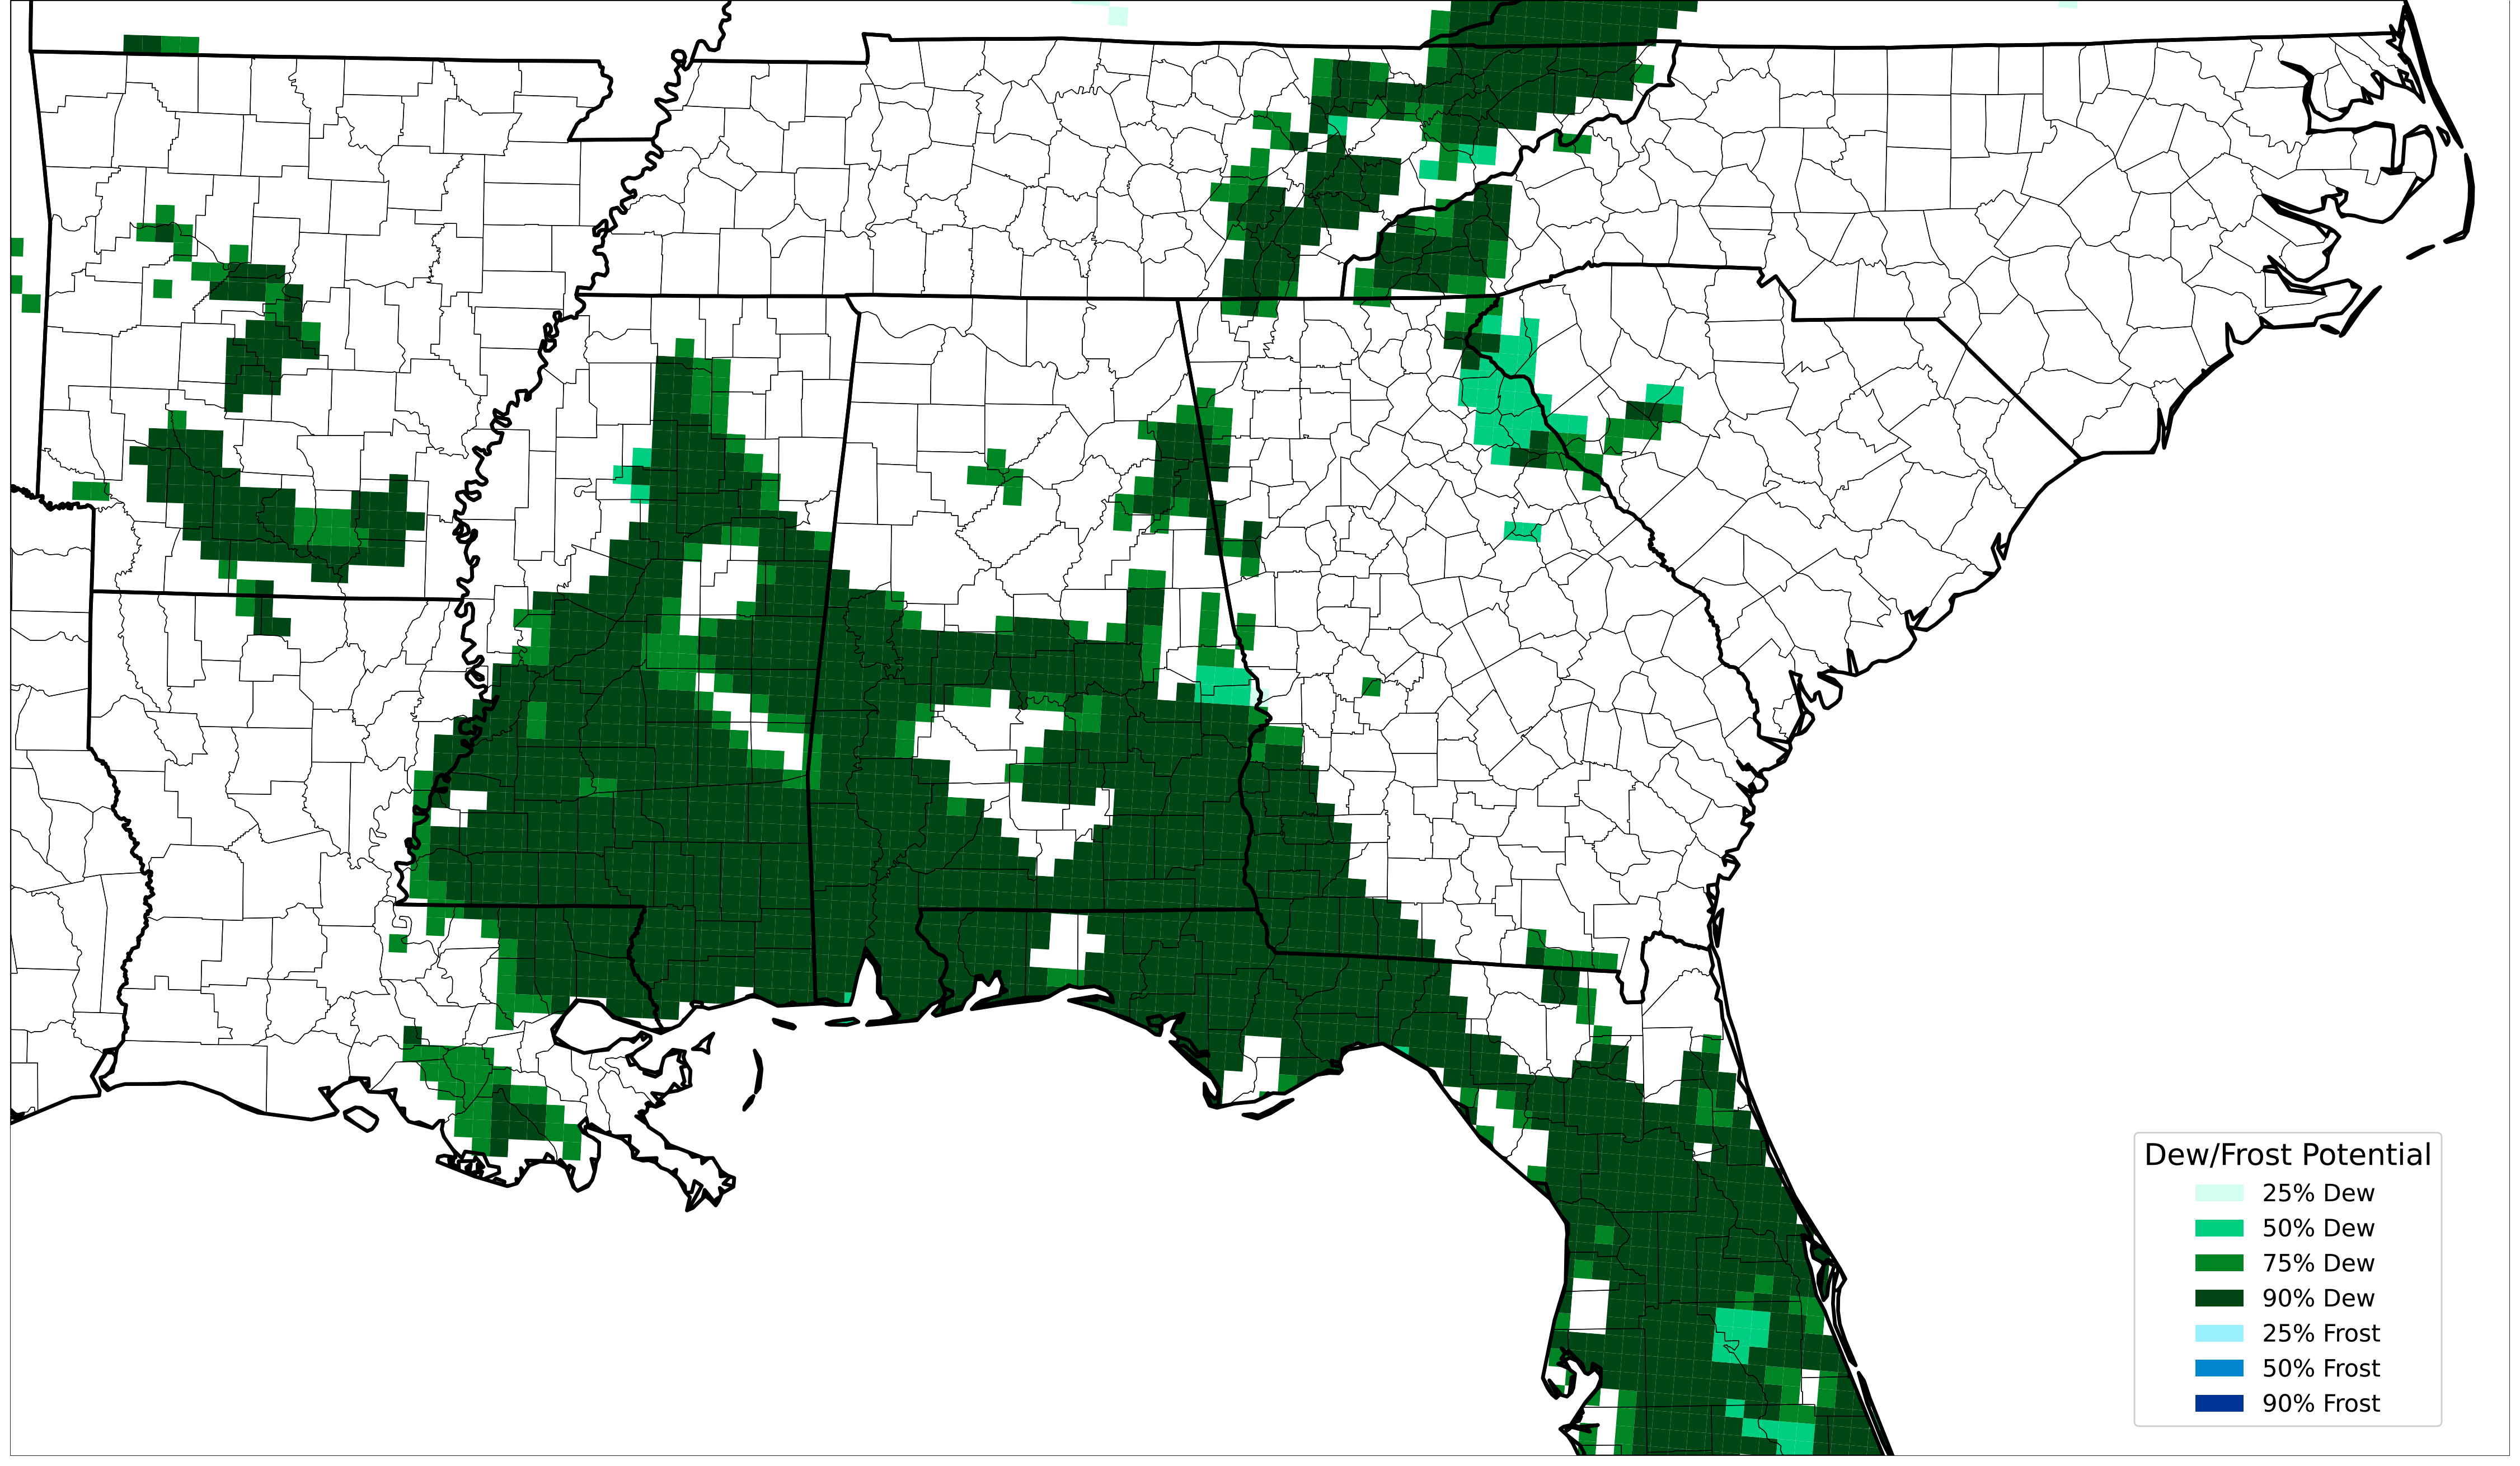 Dew/Frost Potential
25% Dew
50% Dew
75% Dew
90% Dew
25% Frost
50% Frost
90% Frost